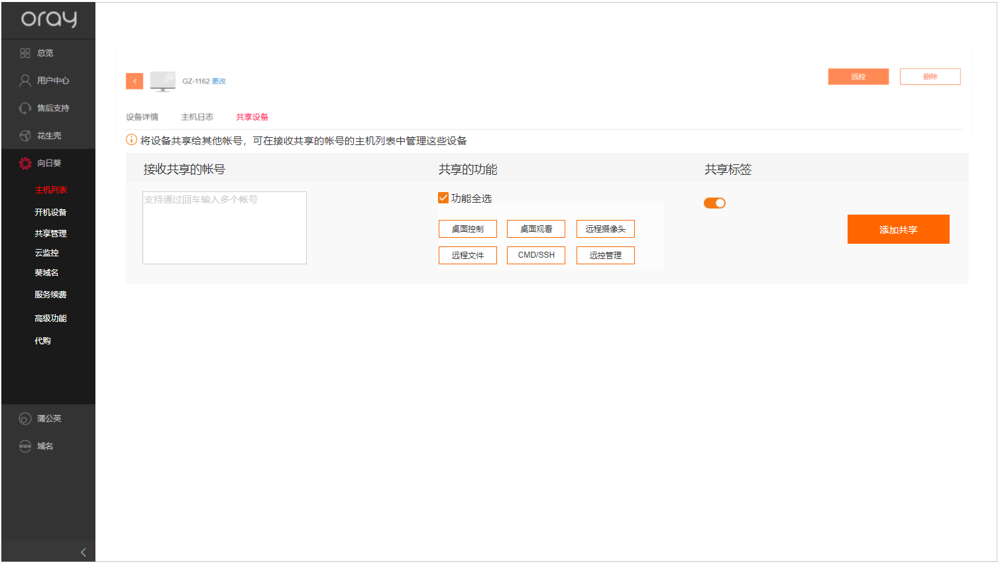 oray
总览
用户中心
售后支持
花生壳
向日葵
主机列表
开机设备
共享管理
云监控
葵域名
服务续费
高级功能
代购
蒲公英
www 域名
GZ-1162 更改
远控 删除
设备详情 主机日志 共享设备
将设备共享给其他帐号，可在接收共享的帐号的主机列表中管理这些设备
接收共享的帐号 共享的功能 共享标签
支持通过回车输入多个帐号
功能全选
桌面控制 桌面观看 远程摄像头
远程文件 CMD/SSH 远控管理
添加共享